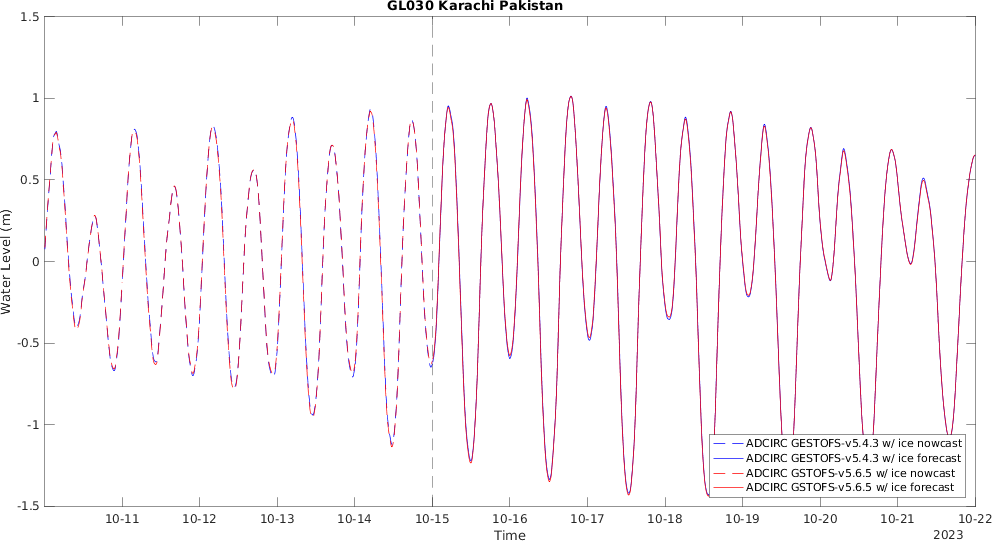 GL030 Karachi Pakistan
1.5
1
0.5
0
-0.5
-1
-1.5
Water Level (m)
10-11 10-12 10-13 10-14 10-15 10-16 10-17 10-18 10-19 10-20 10-21 10-22
2023
Time
ADCIRC GESTOFS-v5.4.3 w/ ice nowcast
ADCIRC GESTOFS-v5.4.3 w/ ice forecast
ADCIRC GSTOFS-v5.6.5 w/ ice nowcast
ADCIRC GSTOFS-v5.6.5 w/ ice forecast